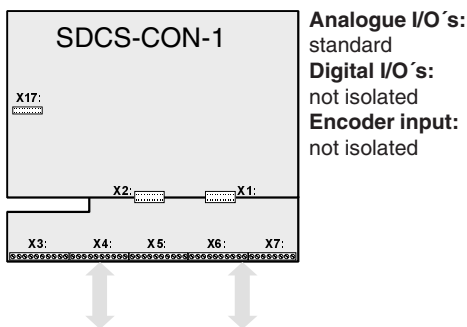 SDCS-CON-1
X17:
X2:
X1:
X3:
X4:
X5:
X6:
X7:
Analogue I/O´s:
standard
Digital I/O´s:
not isolated
Encoder input:
not isolated